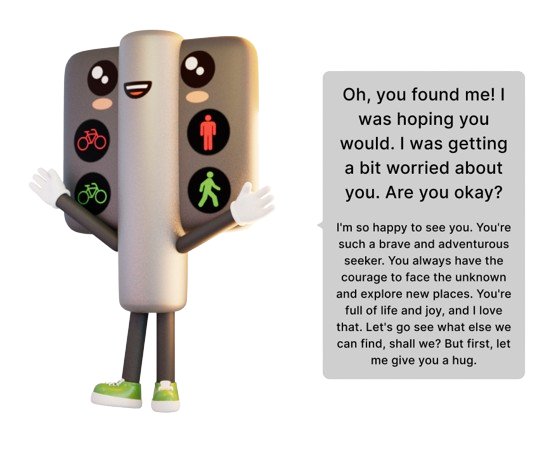 Oh, you found me! I
was hoping you
would. I was getting
a bit worried about
you. Are you okay?
I'm so happy to see you. You're
such a brave and adventurous
seeker. You always have the
courage to face the unknown
and explore new places. You're
full of life and joy, and I love
that. Let's go see what else we
can find, shall we? But first, let
me give you a hug.